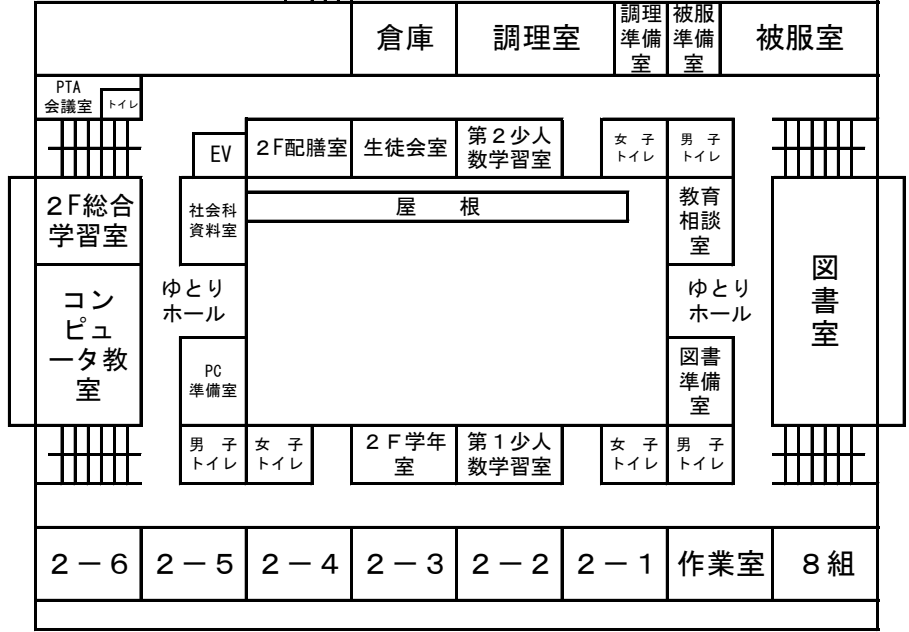 倉庫
調理室
調理
準備
室
被服
準備
室
被服室
PTA
会議室
トイレ
EV
２F配膳室
生徒会室
第２少人
数学習室
女 子
トイレ
男 子
トイレ
２F総合
学習室
社会科
資料室
屋 根
教育
相談
室
コン
ピュ
ータ教
室
ゆとり
ホール
ゆとり
ホール
図
書
室
PC
準備室
図書
準備
室
男 子
トイレ
女 子
トイレ
２Ｆ学年
室
第１少人
数学習室
女 子
トイレ
男 子
トイレ
２－６
２－５
２－４
２－３
２－２
２－１
作業室
８組